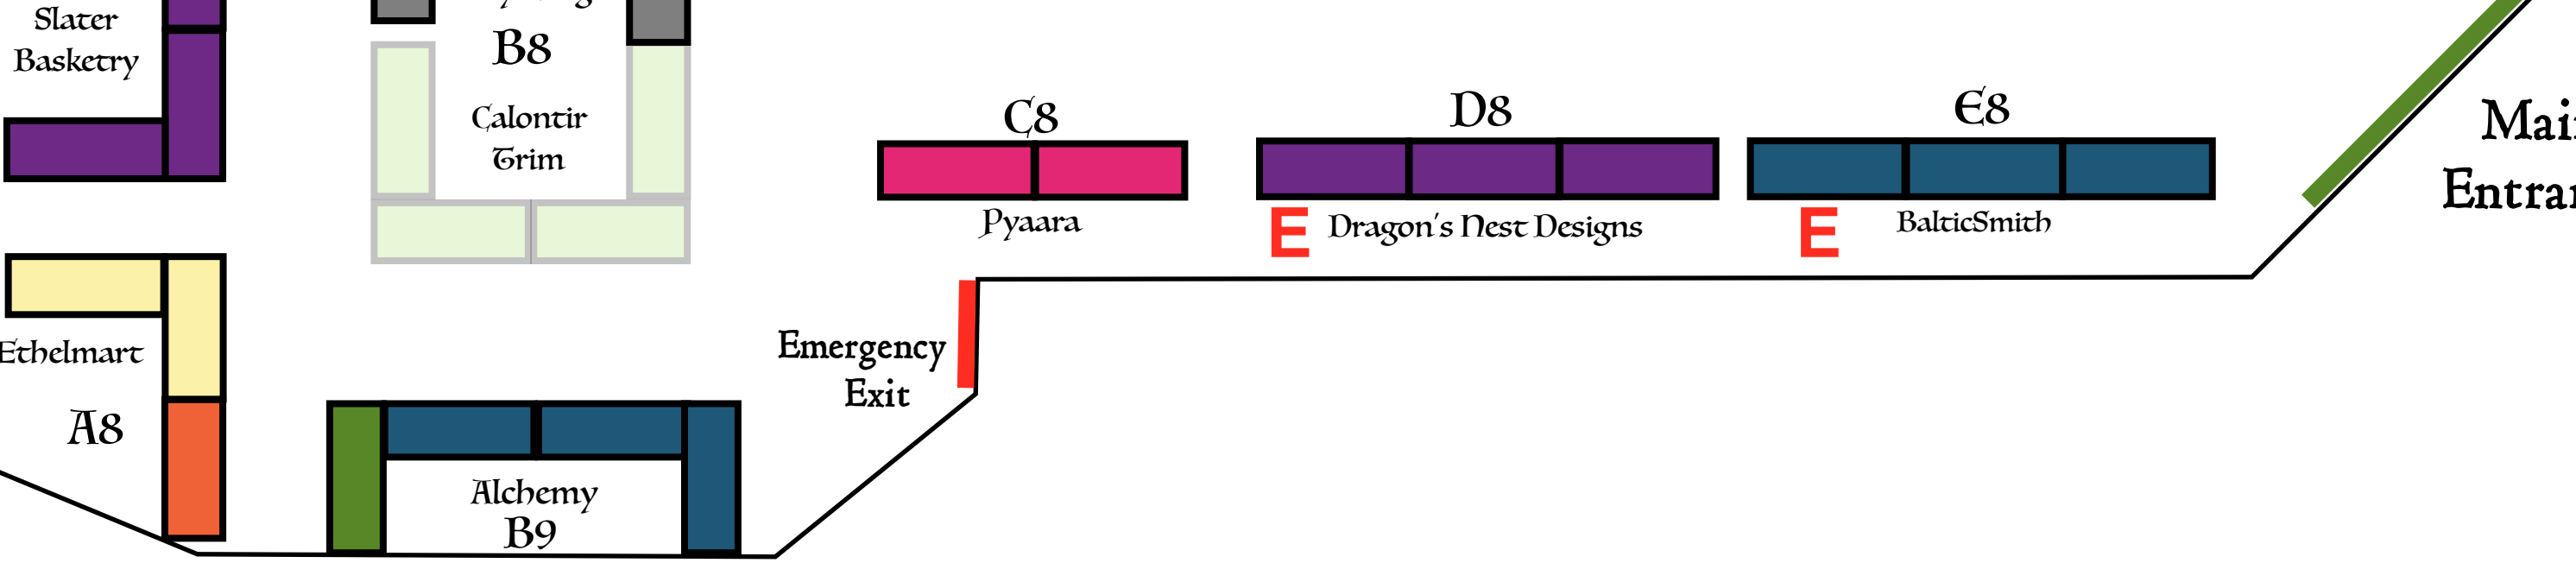 Slater
Basketry
B8
Calontir
Trim
C8
Pyaara
D8
E Dragon's Nest Designs
E8
E BalticSmith
Ethelmart
A8
Emergency
Exit
Alchemy
B9